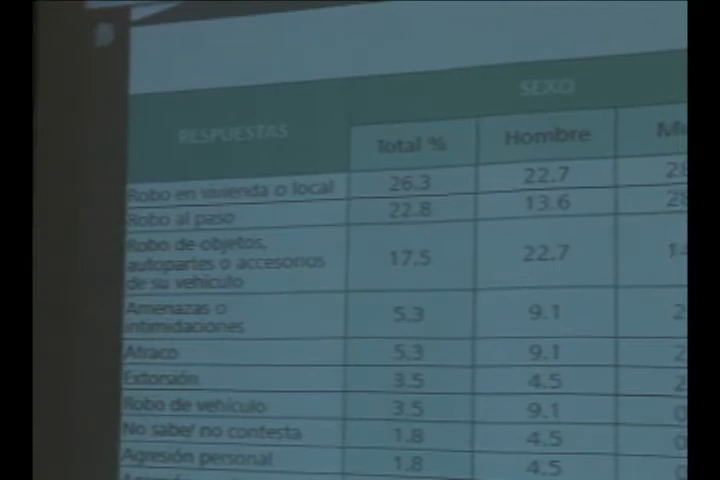 SEXO
RESPUESTAS Total % Hombre
Robo en vivienda o local 26.3 22.7
Robo al paso 22.8 13.6
Robo de objetos,
autopartes o accesorios 17.5 22.7
de su vehículo
Amenazas o 5.3 9.1
intimidaciones
Atraco 5.3 9.1
Extorsión 3.5 4.5
Robo de vehículo 3.5 9.1
No sabe/ no contesta 1.8 4.5
Agresión personal 1.8 4.5